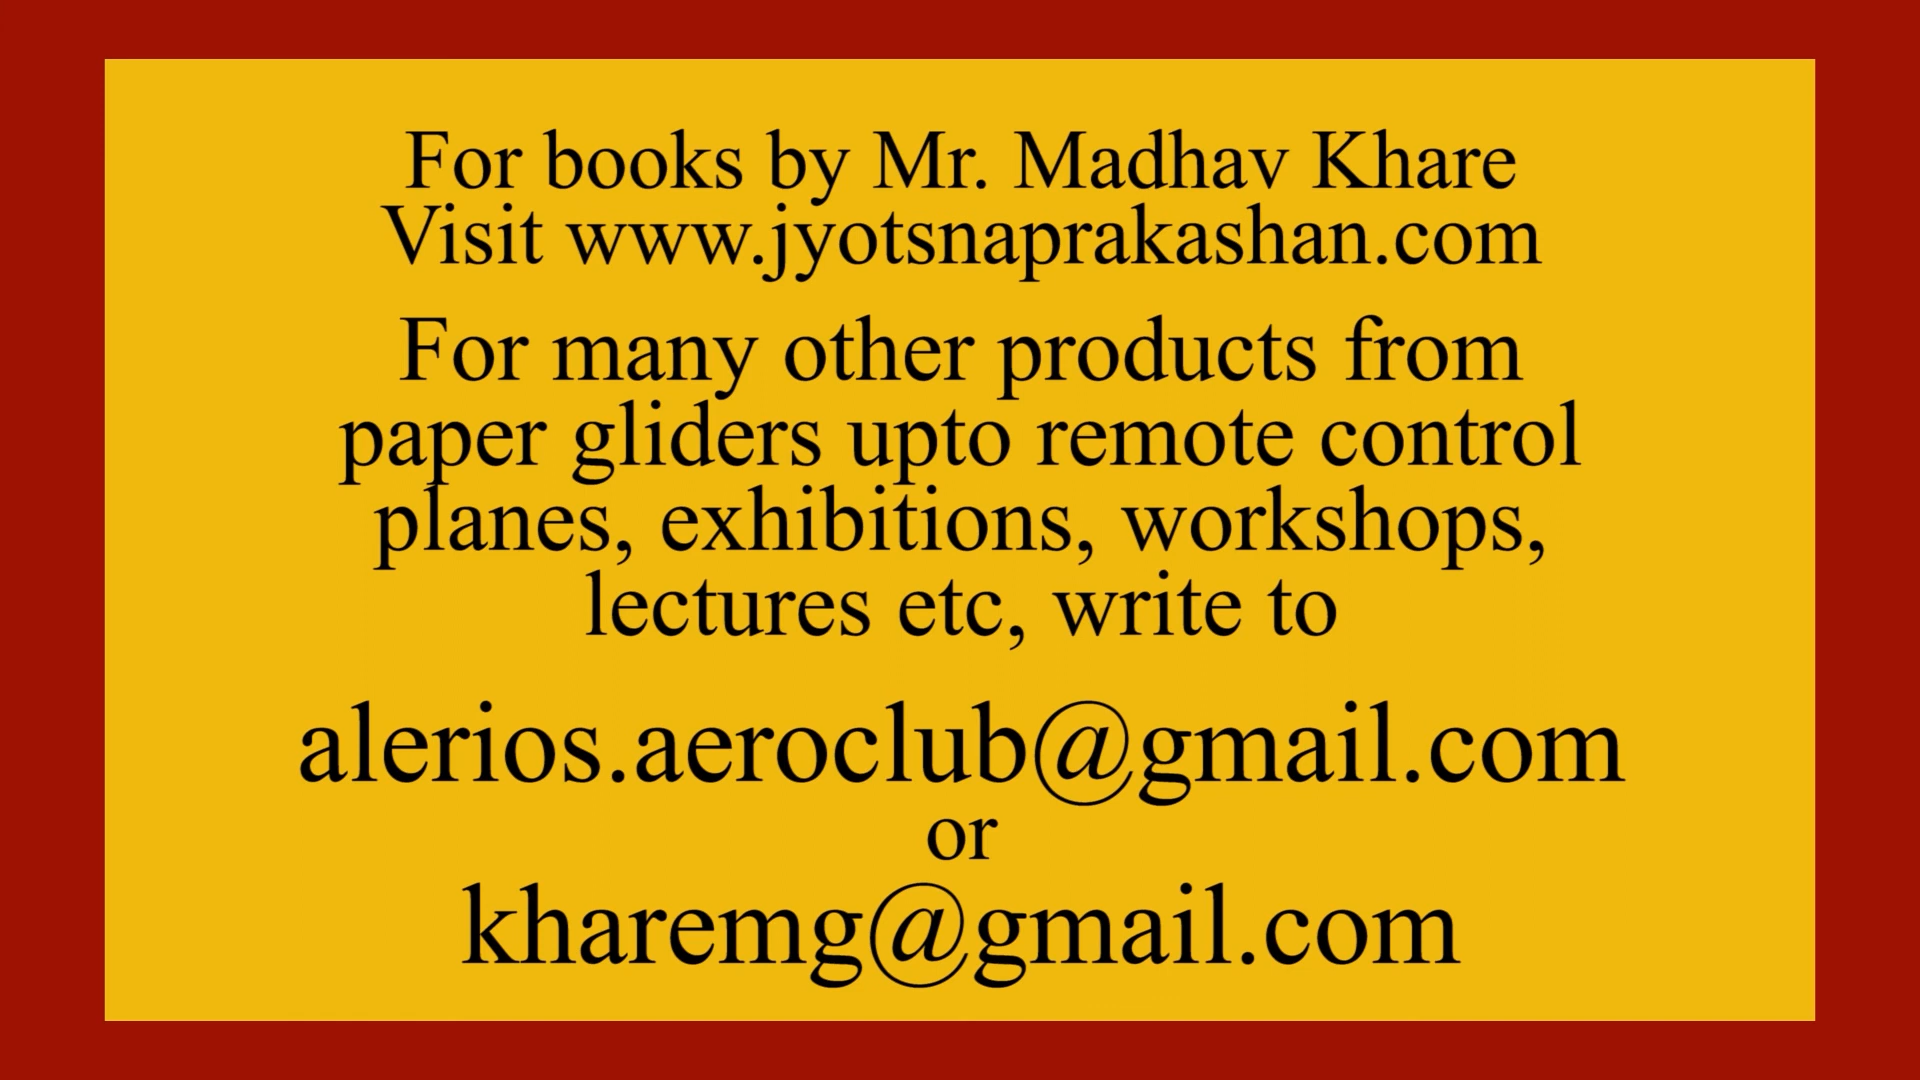 For books by Mr. Madhav Khare
Visit www.jyotsnaprakashan.com
For many other products from
paper gliders upto remote control
planes, exhibitions, workshops,
lectures etc, write to
alerios.aeroclub@gmail.com
or
kharemg@gmail.com